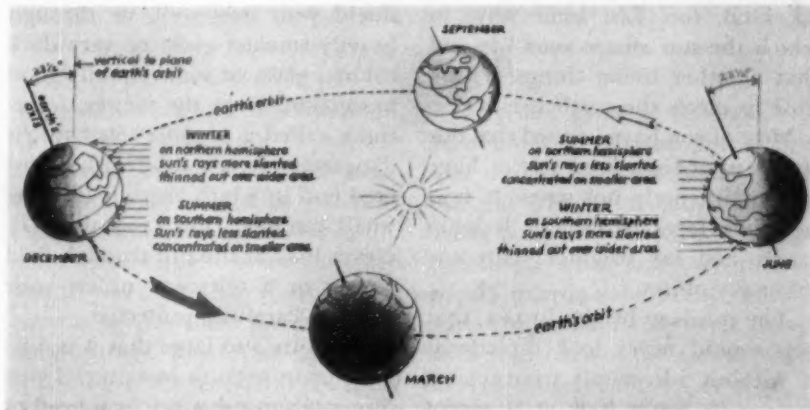 SEPTEMBER
23½°
vertical to plane
of earth's orbit
earth's
axis
earth's orbit
23½°
WINTER
on northern hemisphere
sun's rays more slanted
thinned out over wider area
SUMMER
on southern hemisphere
sun's rays less slanted
concentrated on smaller area
DECEMBER
SUMMER
on northern hemisphere
sun's rays less slanted
concentrated on smaller area
WINTER
on southern hemisphere
sun's rays more slanted
thinned out over wider area
JUNE
earth's orbit
MARCH